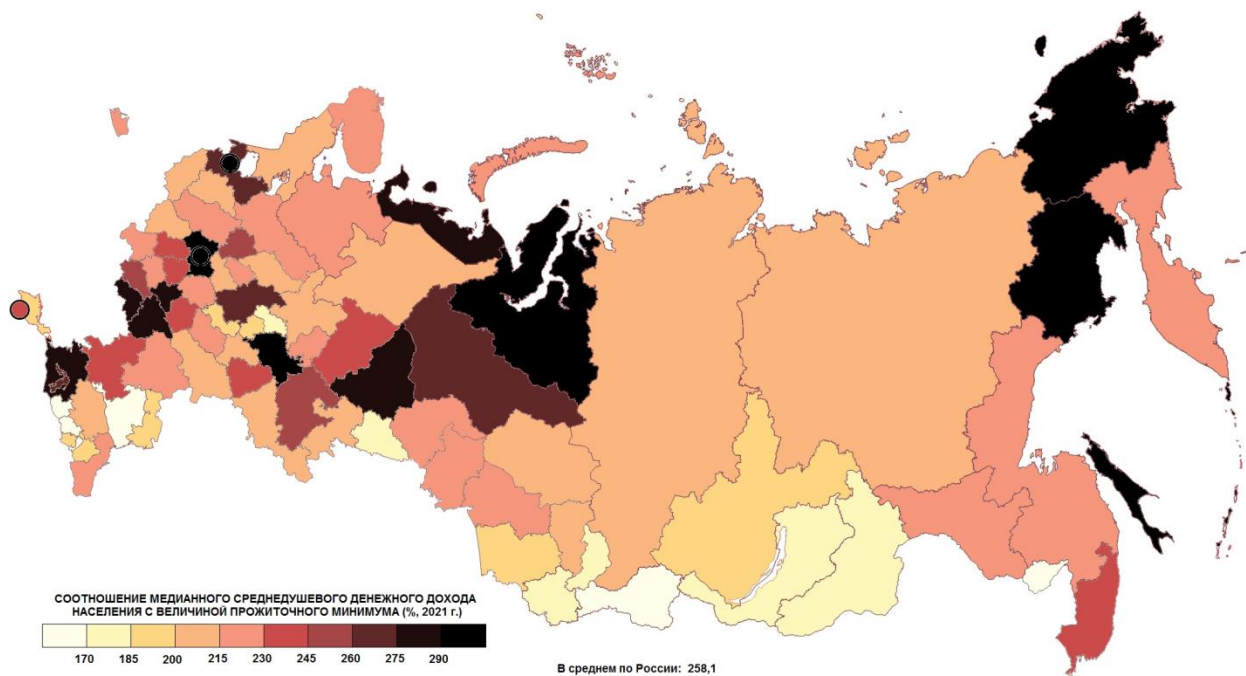 СООТНОШЕНИЕ МЕДИАННОГО СРЕДНЕДУШЕВОГО ДЕНЕЖНОГО ДОХОДА
НАСЕЛЕНИЯ С ВЕЛИЧИНОЙ ПРОЖИТОЧНОГО МИНИМУМА (%, 2021 г.)
170 185 200 215 230 245 260 275 290
В среднем по России: 258,1